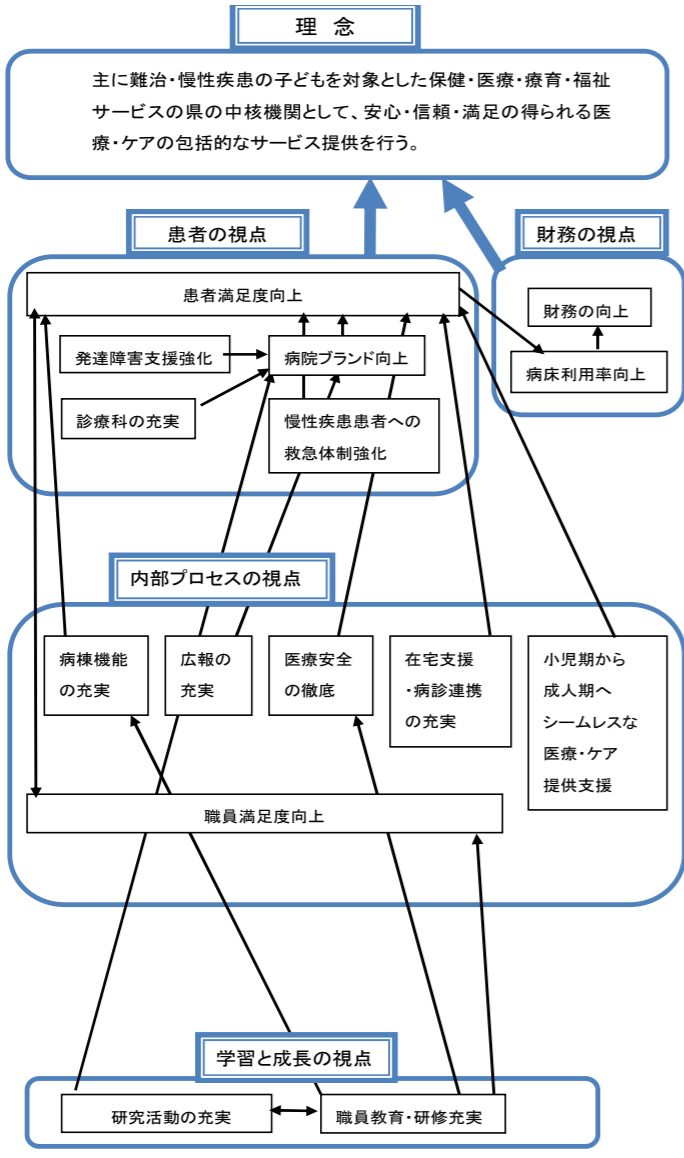 理 念
主に難治・慢性疾患の子どもを対象とした保健・医療・療育・福祉
サービスの県の中核機関として、安心・信頼・満足の得られる医
療・ケアの包括的なサービス提供を行う。
患者の視点
財務の視点
患者満足度向上
財務の向上
発達障害支援強化
病院ブランド向上
病床利用率向上
診療科の充実
慢性疾患患者への
救急体制強化
内部プロセスの視点
病棟機能
の充実
広報の
充実
医療安全
の徹底
在宅支援
・病診連携
の充実
小児期から
成人期へ
シームレスな
医療・ケア
提供支援
職員満足度向上
学習と成長の視点
研究活動の充実
職員教育・研修充実